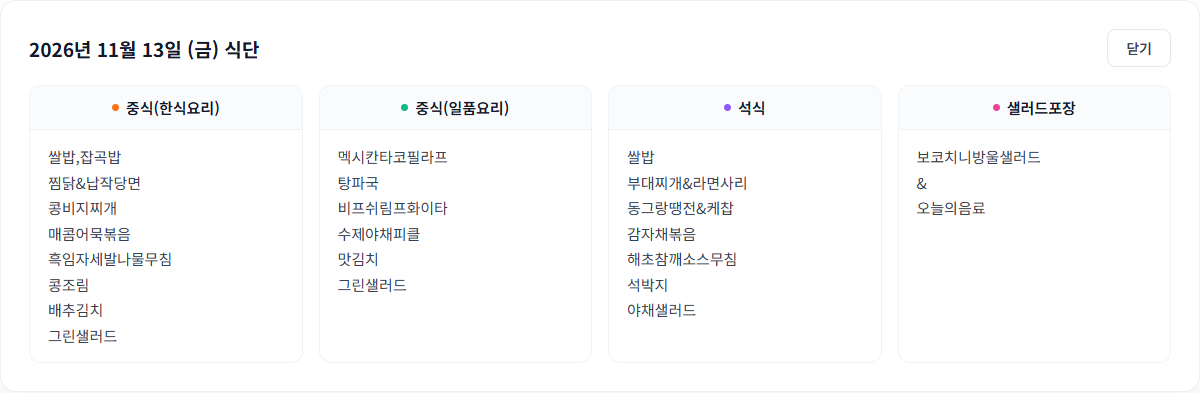 2026년 11월 13일 (금) 식단
닫기
중식(한식요리)
쌀밥,잡곡밥
찜닭&납작당면
콩비지찌개
매콤어묵볶음
흑임자세발나물무침
콩조림
배추김치
그린샐러드
중식(일품요리)
멕시칸타코필라프
탕파국
비프쉬림프화이타
수제야채피클
맛김치
그린샐러드
석식
쌀밥
부대찌개&라면사리
동그랑땡전&케찹
감자채볶음
해초참깨소스무침
석박지
야채샐러드
샐러드포장
보코치니방울샐러드
&
오늘의음료